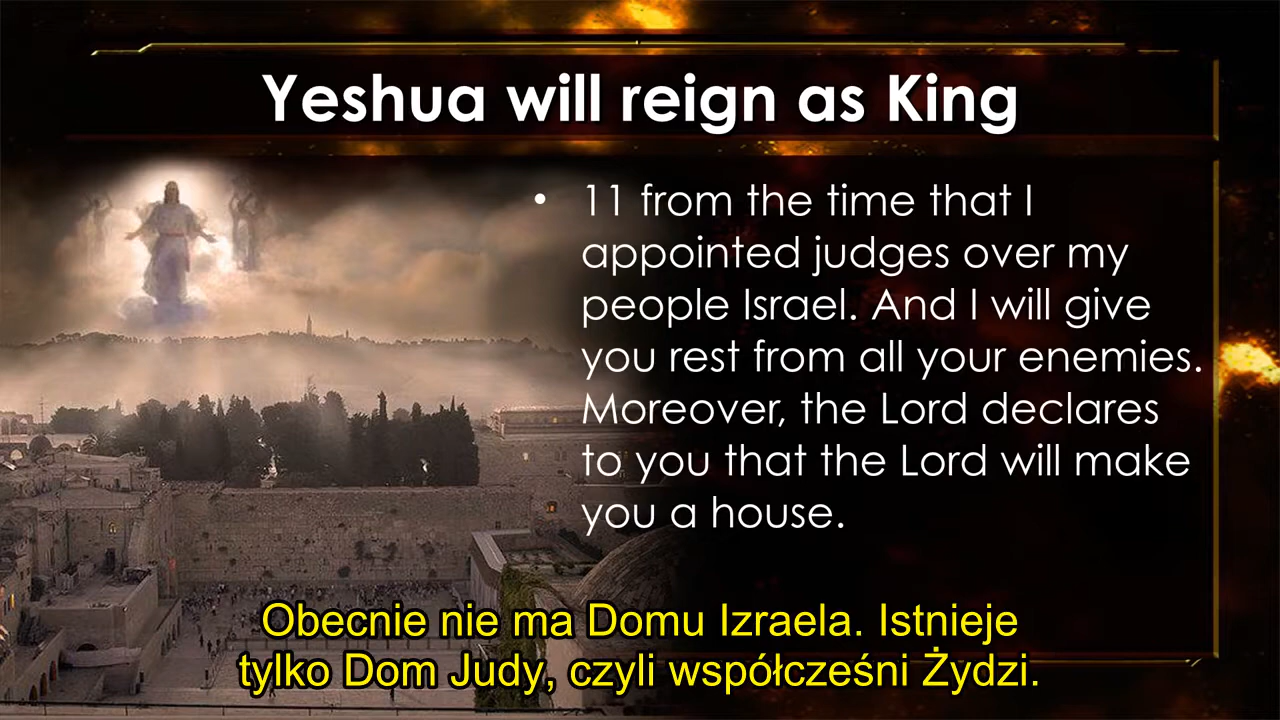 Yeshua will reign as King
• 11 from the time that I
appointed judges over my
people Israel. And I will give
you rest from all your enemies.
Moreover, the Lord declares
to you that the Lord will make
you a house.
Obecnie nie ma Domu Izraela. Istnieje
tylko Dom Judy, czyli współcześni Żydzi.